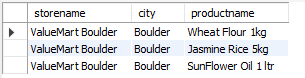 storename city productname
ValueMart Boulder Boulder Wheat Flour 1kg
ValueMart Boulder Boulder Jasmine Rice 5kg
ValueMart Boulder Boulder SunFlower Oil 1 ltr